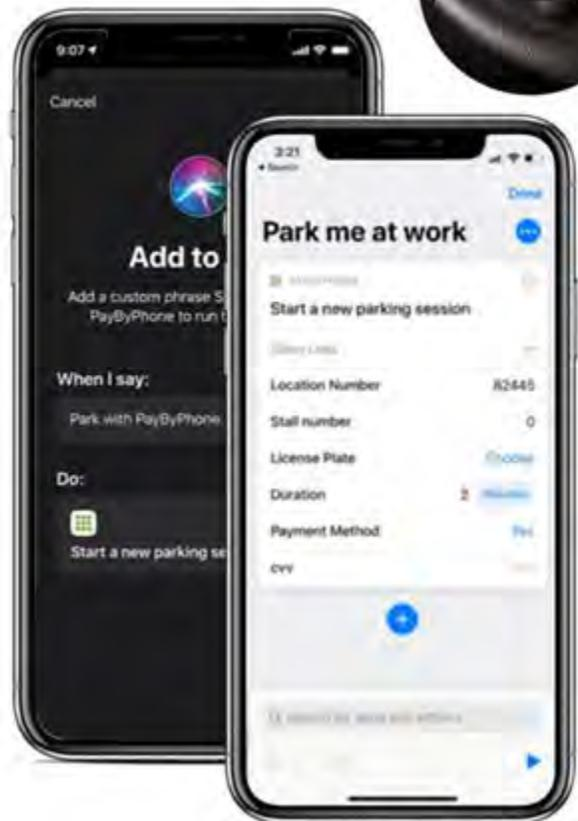 9:07
Cancel
Add to
Add a custom phrase S
PayByPhone to run t
When I say:
Park with PayByPhone
Do:
Start a new parking se
3:21
Search
Done
Park me at work
Start a new parking session
Location Number 82445
Stall number 0
License Plate Choose
Duration 2
Payment Method
cvv